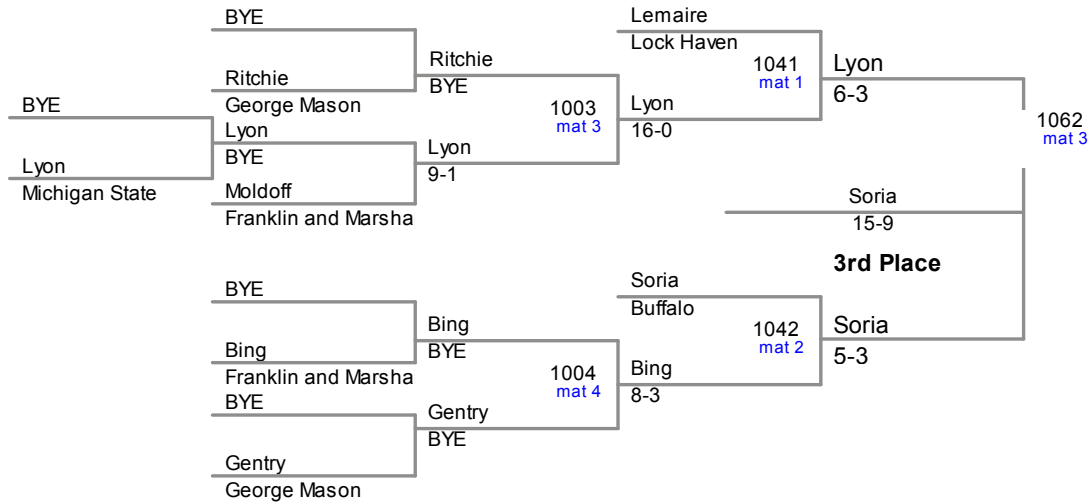 BYE
Lemaire
Lock Haven
Ritchie
George Mason
Ritchie
BYE
1041
mat 1
Lyon
6-3
BYE
Lyon
Michigan State
Lyon
BYE
Moldoff
Franklin and Marsha
Lyon
9-1
1003
mat 3
Lyon
16-0
1062
mat 3
Soria
15-9
3rd Place
BYE
Bing
Franklin and Marsha
Bing
BYE
Soria
Buffalo
1042
mat 2
Soria
5-3
BYE
Gentry
George Mason
Gentry
BYE
1004
mat 4
Bing
8-3